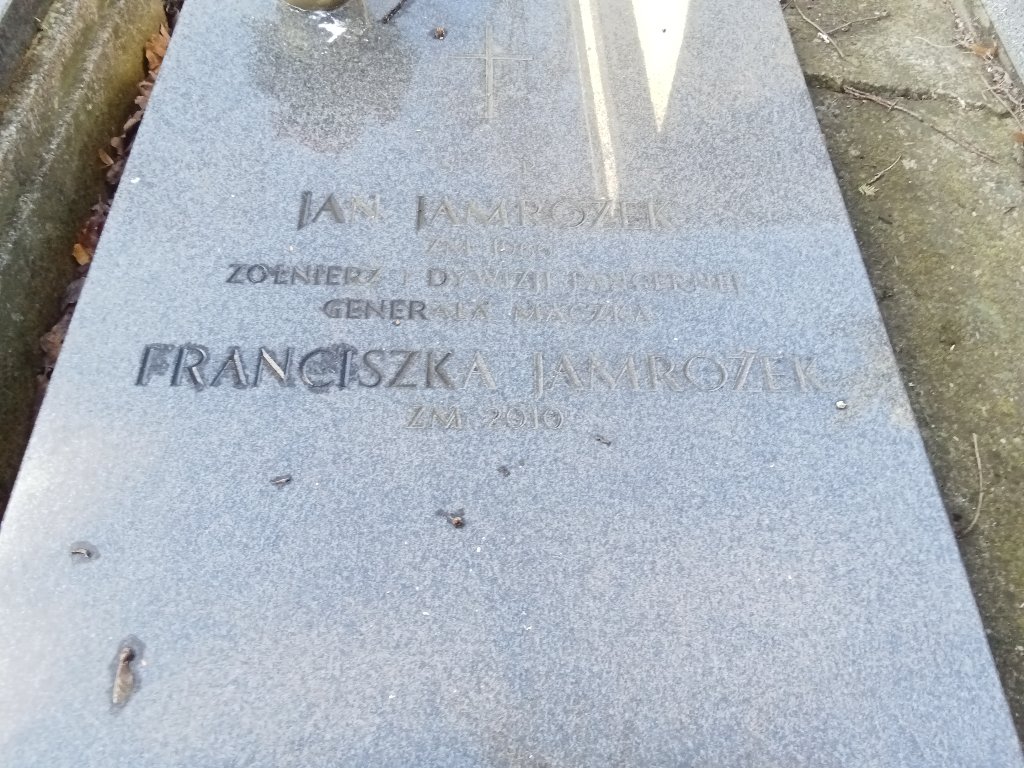 JAN JAMROŻEK
ZM.
ŻOŁNIERZ I DYWIZJI PANCERNEJ
GENERAŁA MACZKA
FRANCISZKA JAMROŻEK
ZM. 2010